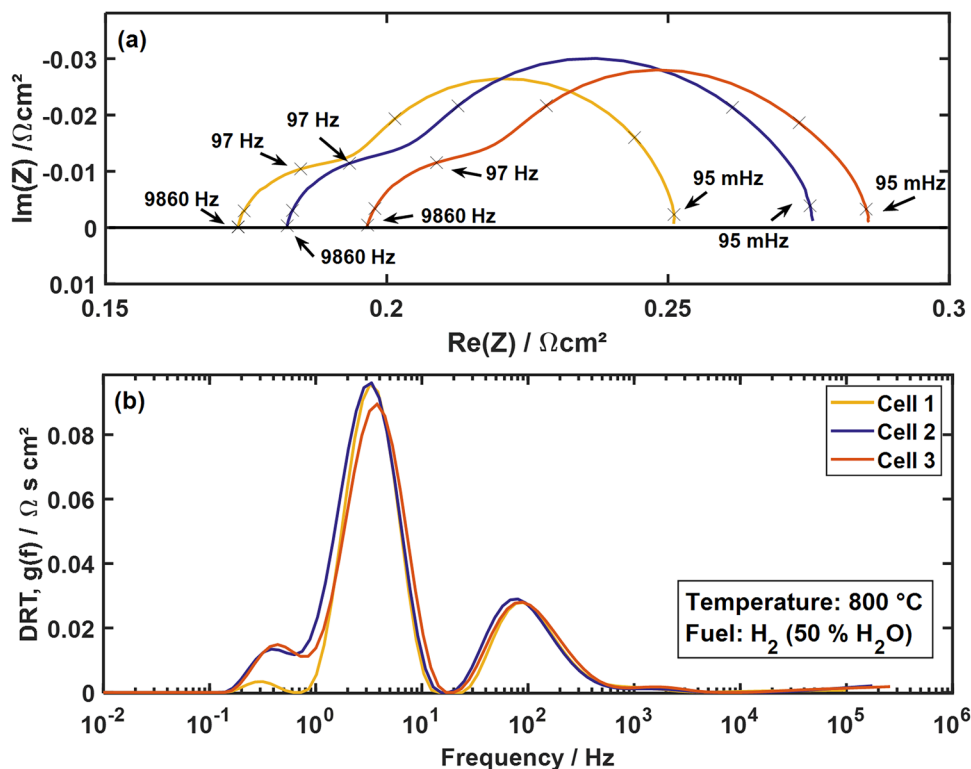 (a)
-0.03
-0.02
-0.01
0
0.01
Im(Z) /Ωcm²
97 Hz
97 Hz
97 Hz
9860 Hz
9860 Hz
9860 Hz
95 mHz
95 mHz
95 mHz
0.15
0.2
0.25
0.3
Re(Z) / Ωcm²
(b)
Cell 1
Cell 2
Cell 3
0.08
0.06
0.04
0.02
0
DRT, g(f) / Ω s cm²
Temperature: 800 °C
Fuel: H₂ (50 % H₂O)
10⁻² 10⁻¹ 10⁰ 10¹ 10² 10³ 10⁴ 10⁵ 10⁶
Frequency / Hz